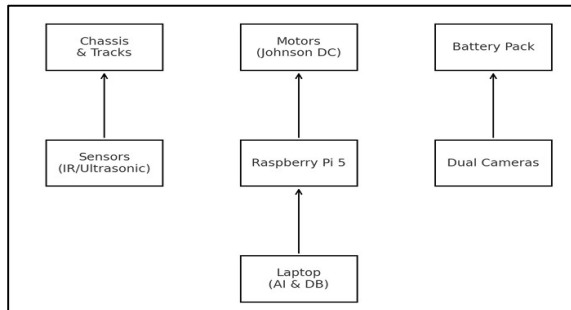 Chassis
& Tracks
Motors
(Johnson DC)
Battery Pack
Sensors
(IR/Ultrasonic)
Raspberry Pi 5
Dual Cameras
Laptop
(AI & DB)